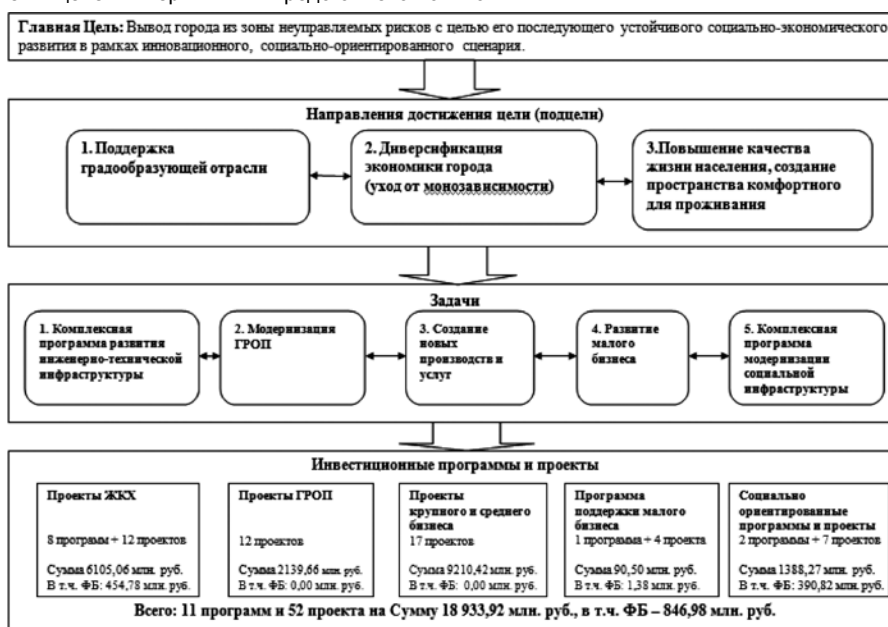 Главная Цель: Вывод города из зоны неуправляемых рисков с целью его последующего устойчивого социально-экономического
развития в рамках инновационного, социально-ориентированного сценария.
Направления достижения цели (подцели)
1. Поддержка
градообразующей отрасли
2. Диверсификация
экономики города
(уход от монозависимости)
3.Повышение качества
жизни населения, создание
пространства комфортного
для проживания
Задачи
1. Комплексная
программа развития
инженерно-технической
инфраструктуры
2. Модернизация
ГРОП
3. Создание
новых
производств и
услуг
4. Развитие
малого
бизнеса
5. Комплексная
программа
модернизации
социальной
инфраструктуры
Инвестиционные программы и проекты
Проекты ЖКХ
8 программ + 12 проектов
Сумма 6105,06 млн. руб.
В т.ч. ФБ: 454,78 млн. руб.
Проекты ГРОП
12 проектов
Сумма 2139,66 млн. руб.
В т.ч. ФБ: 0,00 млн. руб.
Проекты
крупного и среднего
бизнеса
17 проектов
Сумма 9210,42 млн. руб.
В т.ч. ФБ: 0,00 млн. руб.
Программа
поддержки малого
бизнеса
1 программа + 4 проекта
Сумма 90,50 млн. руб.
В т.ч. ФБ: 1,38 млн. руб.
Социально
ориентированные
программы и проекты
2 программы + 7 проектов
Сумма 1388,27 млн. руб.
В т.ч. ФБ: 390,82 млн. руб.
Всего: 11 программ и 52 проекта на Сумму 18 933,92 млн. руб., в т.ч. ФБ – 846,98 млн. руб.